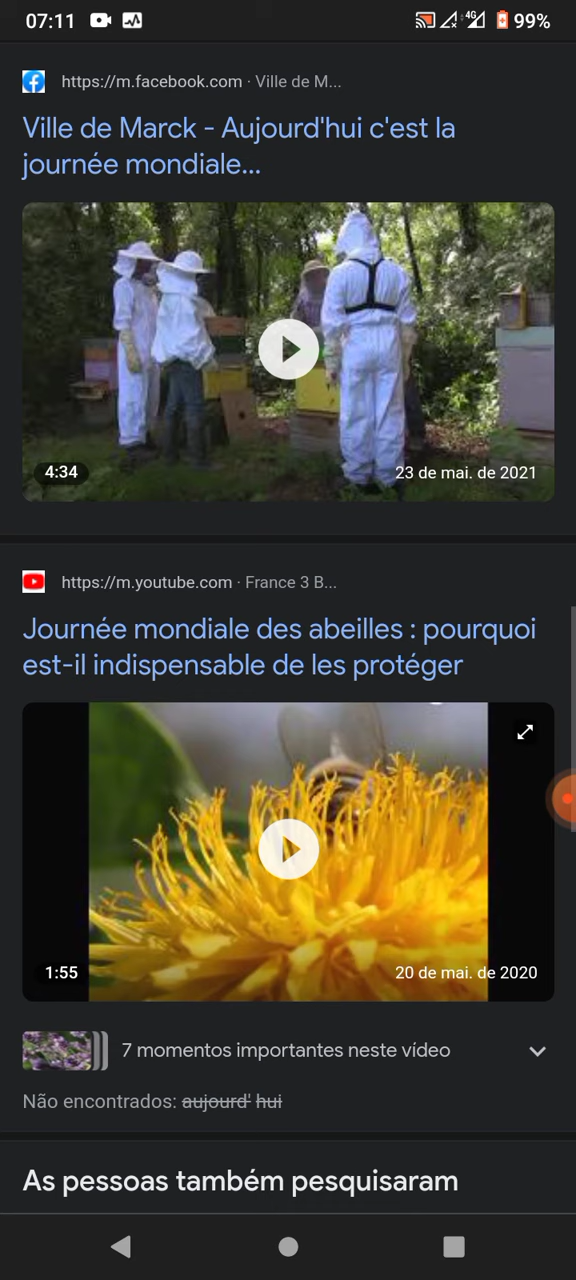 07:11
4G
99%
https://m.facebook.com · Ville de M...
Ville de Marck - Aujourd'hui c'est la
journée mondiale...
4:34
23 de mai. de 2021
https://m.youtube.com · France 3 B...
Journée mondiale des abeilles : pourquoi
est-il indispensable de les protéger
1:55
20 de mai. de 2020
7 momentos importantes neste vídeo
Não encontrados: aujourd' hui
As pessoas também pesquisaram